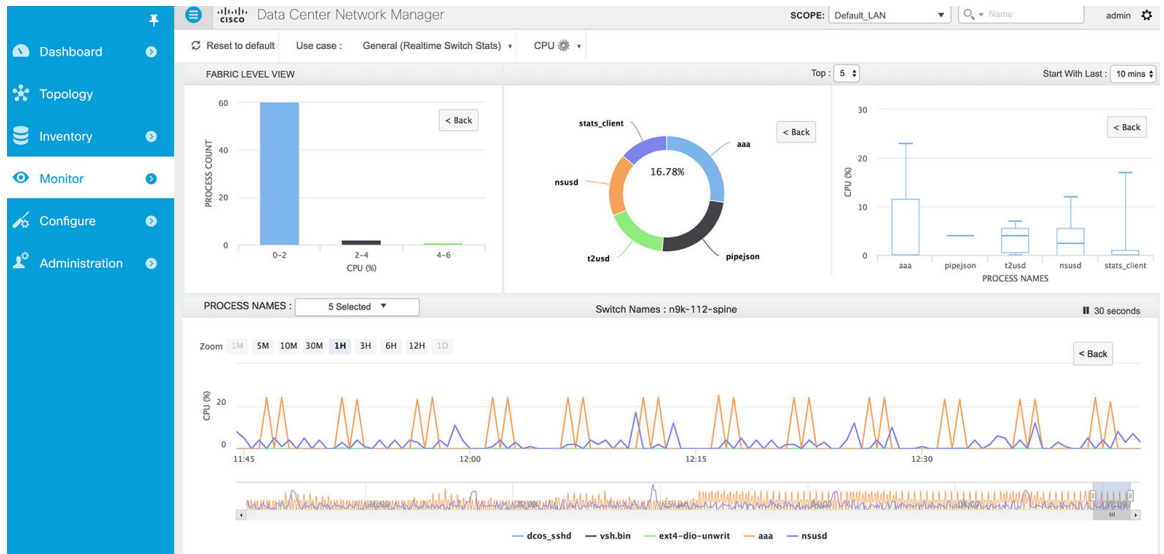 CISCO Data Center Network Manager SCOPE: Default_LAN Name admin
Reset to default Use case : General (Realtime Switch Stats) CPU
Dashboard
Topology
Inventory
Monitor
Configure
Administration
FABRIC LEVEL VIEW Top : 5 Start With Last : 10 mins
60
40
20
0
PROCESS COUNT
< Back
0-2 2-4 4-6
CPU (%)
stats_client
aaa
nsusd
16.78%
t2usd
pipejson
< Back
30
20
10
0
CPU (%)
< Back
aaa pipejson t2usd nsusd stats_client
PROCESS NAMES
PROCESS NAMES : 5 Selected Switch Names : n9k-112-spine 30 seconds
Zoom 1M 5M 10M 30M 1H 3H 6H 12H 1D
< Back
CPU (%)
20
0
11:45 12:00 12:15 12:30
dcos_sshd vsh.bin ext4-dio-unwrit aaa nsusd